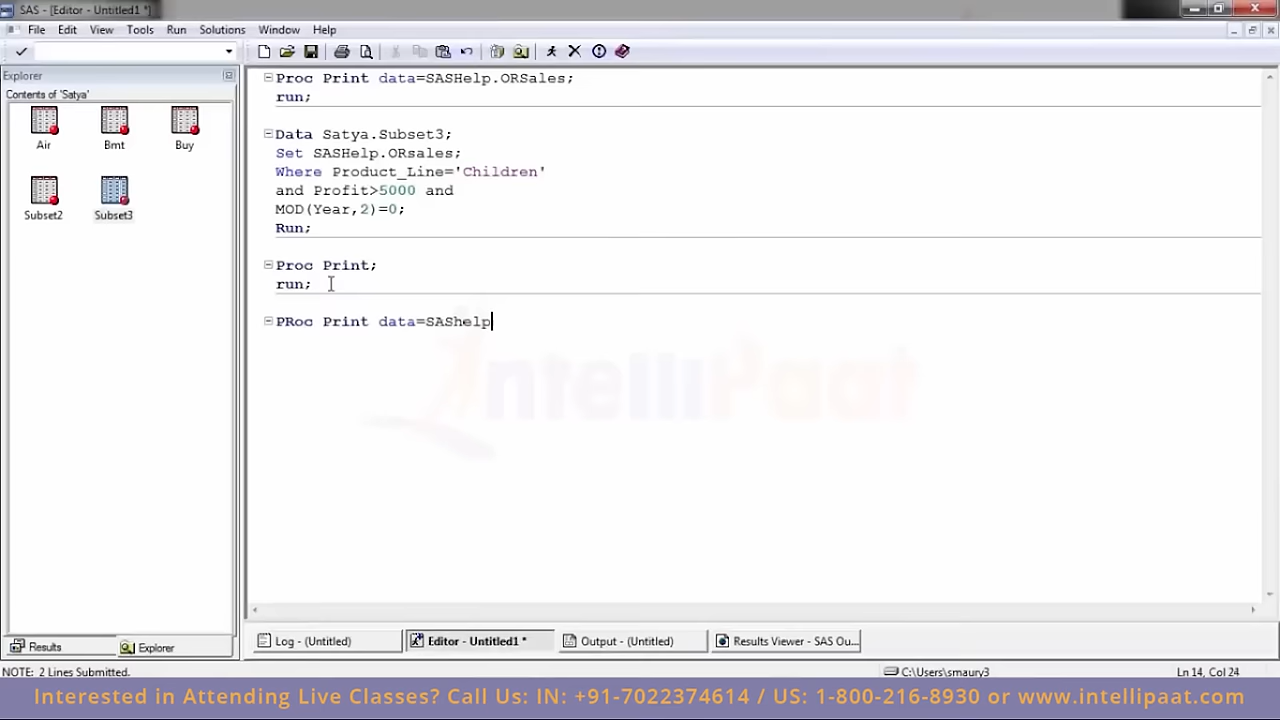 SAS - [Editor - Untitled1 *]
File Edit View Tools Run Solutions Window Help
Explorer
Contents of 'Satya'
Air Bmt Buy
Subset2 Subset3
Proc Print data=SASHelp.ORSales;
run;
Data Satya.Subset3;
Set SASHelp.ORsales;
Where Product_Line='Children'
and Profit>5000 and
MOD(Year,2)=0;
Run;
Proc Print;
run;
PRoc Print data=SAShelp
IntelliPaat
Results Explorer
Log - (Untitled) Editor - Untitled1 * Output - (Untitled) Results Viewer - SAS Ou...
NOTE: 2 Lines Submitted. C:\Users\smaury3 Ln 14, Col 24
Interested in Attending Live Classes? Call Us: IN: +91-7022374614 / US: 1-800-216-8930 or www.intellipaat.com